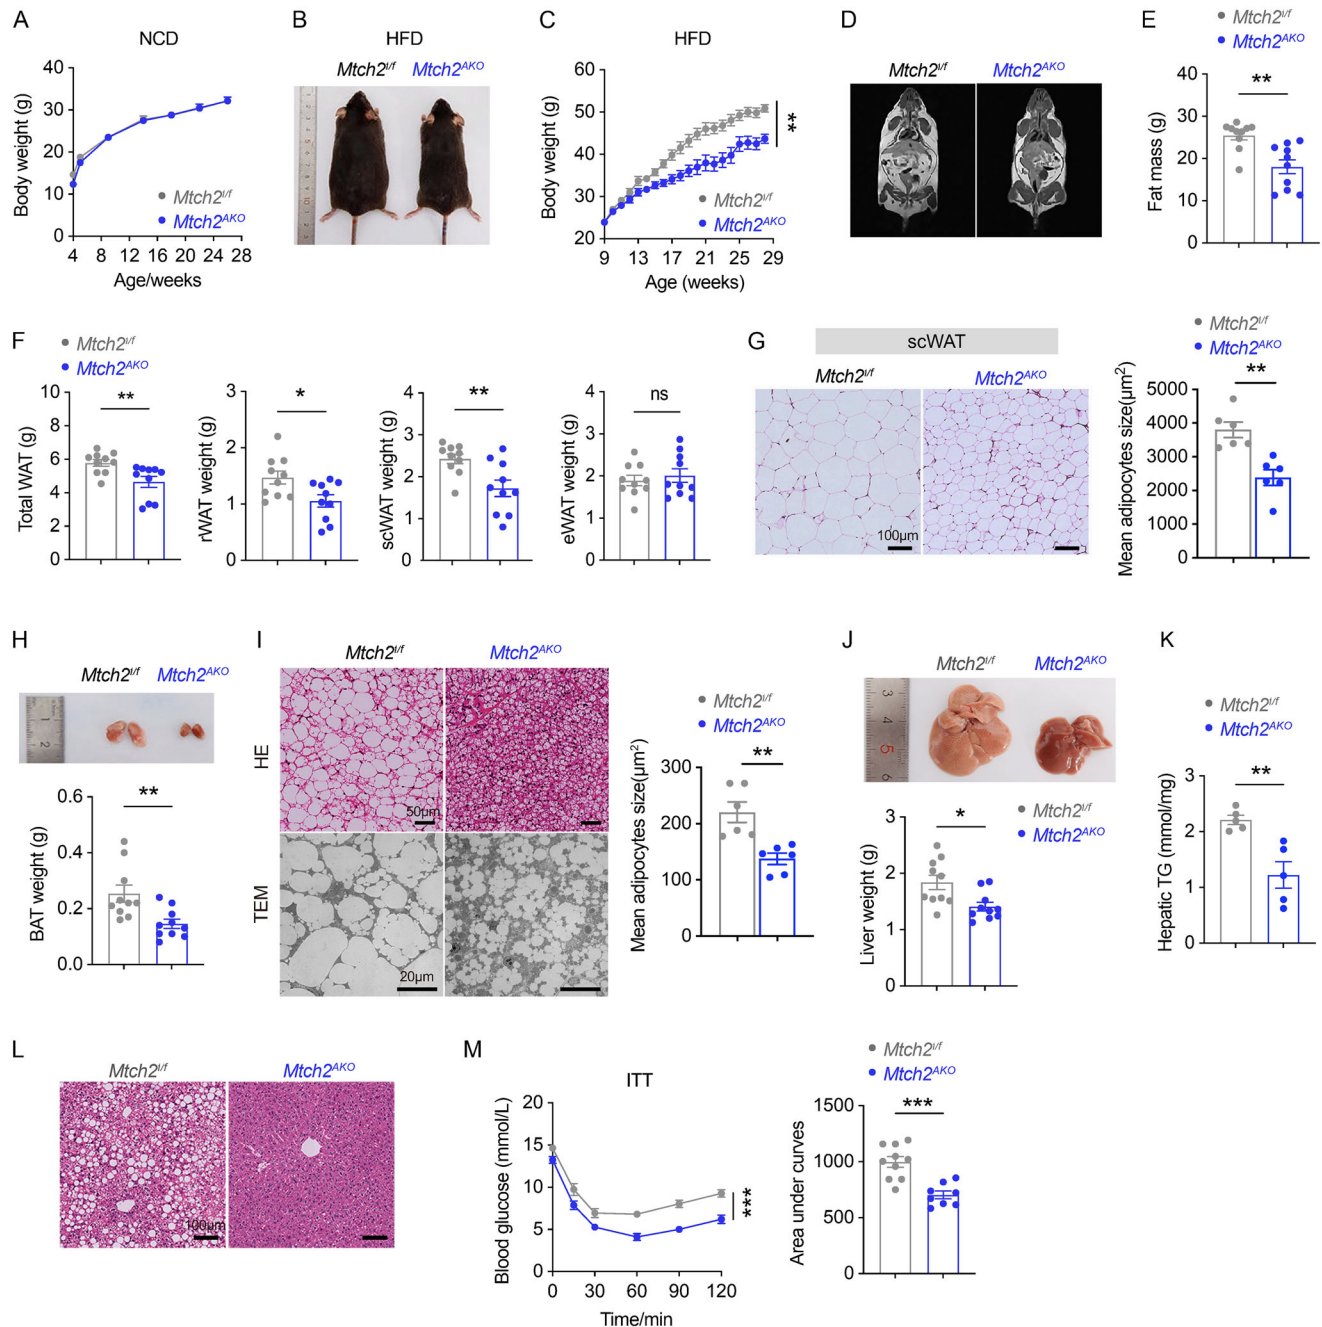 A
NCD
Body weight (g)
40
30
20
10
0
4 8 12 16 20 24 28
Age/weeks
Mtch2f/f
Mtch2AKO
B
HFD
Mtch2f/f Mtch2AKO
C
HFD
Body weight (g)
60
50
40
30
20
9 13 17 21 25 29
Age (weeks)
**
Mtch2f/f
Mtch2AKO
D
Mtch2f/f Mtch2AKO
E
Mtch2f/f
Mtch2AKO
Fat mass (g)
40
30
20
10
0
**
F
Mtch2f/f
Mtch2AKO
Total WAT (g)
10
8
6
4
2
0
**
rWAT weight (g)
3
2
1
0
*
scWAT weight (g)
4
3
2
1
0
**
eWAT weight (g)
4
3
2
1
0
ns
G
scWAT
Mtch2f/f Mtch2AKO
100μm
Mtch2f/f
Mtch2AKO
Mean adipocytes size(μm²)
5000
4000
3000
2000
1000
0
**
H
Mtch2f/f Mtch2AKO
1
2
BAT weight (g)
0.6
0.4
0.2
0.0
**
I
Mtch2f/f Mtch2AKO
HE
50μm
TEM
20μm
Mtch2f/f
Mtch2AKO
Mean adipocytes size(μm²)
300
200
100
0
**
J
Mtch2f/f Mtch2AKO
3
4
5
6
Mtch2f/f
Mtch2AKO
Liver weight (g)
3
2
1
0
*
K
Mtch2f/f
Mtch2AKO
Hepatic TG (mmol/mg)
3
2
1
0
**
L
Mtch2f/f Mtch2AKO
100μm
M
ITT
Blood glucose (mmol/L)
20
15
10
5
0
0 30 60 90 120
Time/min
***
Mtch2f/f
Mtch2AKO
Area under curves
1500
1000
500
0
***